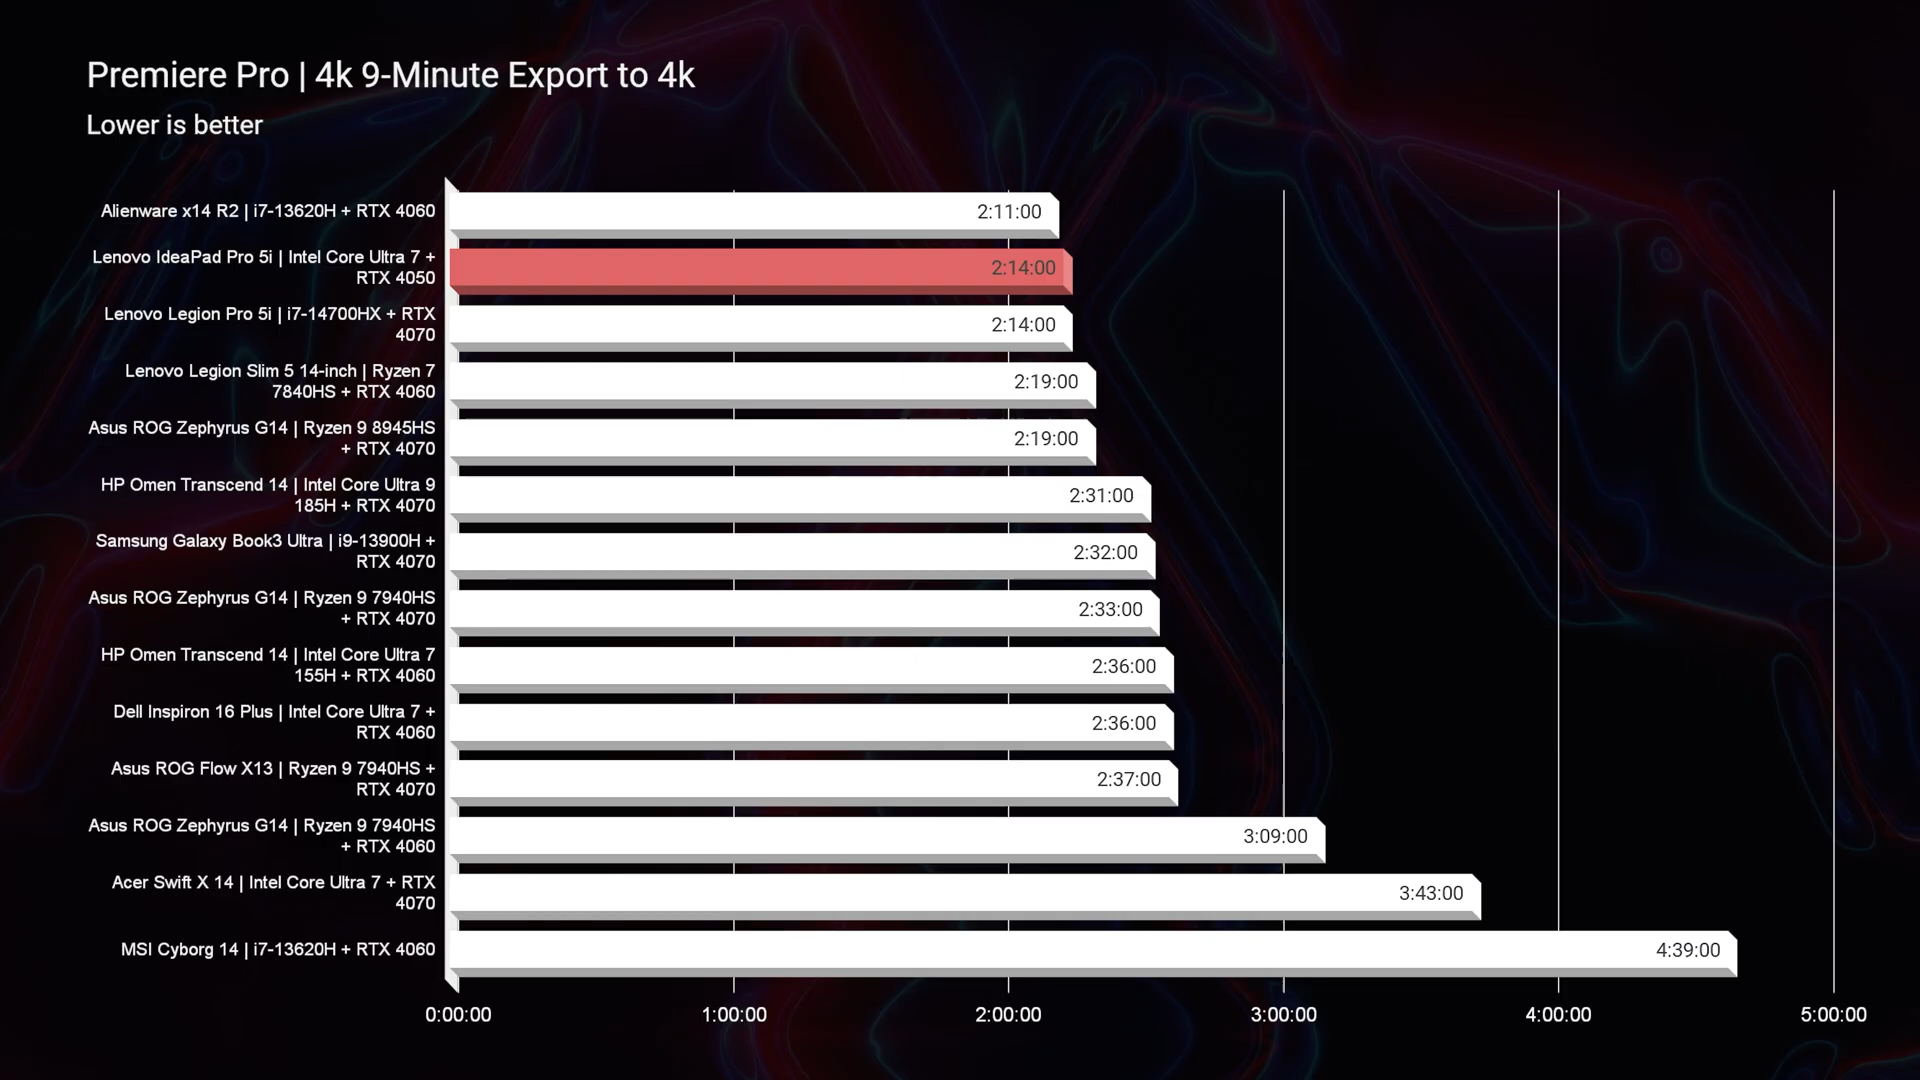 Premiere Pro | 4k 9-Minute Export to 4k
Lower is better
Alienware x14 R2 | i7-13620H + RTX 4060
2:11:00
Lenovo IdeaPad Pro 5i | Intel Core Ultra 7 +
RTX 4050
2:14:00
Lenovo Legion Pro 5i | i7-14700HX + RTX
4070
2:14:00
Lenovo Legion Slim 5 14-inch | Ryzen 7
7840HS + RTX 4060
2:19:00
Asus ROG Zephyrus G14 | Ryzen 9 8945HS
+ RTX 4070
2:19:00
HP Omen Transcend 14 | Intel Core Ultra 9
185H + RTX 4070
2:31:00
Samsung Galaxy Book3 Ultra | i9-13900H +
RTX 4070
2:32:00
Asus ROG Zephyrus G14 | Ryzen 9 7940HS
+ RTX 4070
2:33:00
HP Omen Transcend 14 | Intel Core Ultra 7
155H + RTX 4060
2:36:00
Dell Inspiron 16 Plus | Intel Core Ultra 7 +
RTX 4060
2:36:00
Asus ROG Flow X13 | Ryzen 9 7940HS +
RTX 4070
2:37:00
Asus ROG Zephyrus G14 | Ryzen 9 7940HS
+ RTX 4060
3:09:00
Acer Swift X 14 | Intel Core Ultra 7 + RTX
4070
3:43:00
MSI Cyborg 14 | i7-13620H + RTX 4060
4:39:00
0:00:00 1:00:00 2:00:00 3:00:00 4:00:00 5:00:00